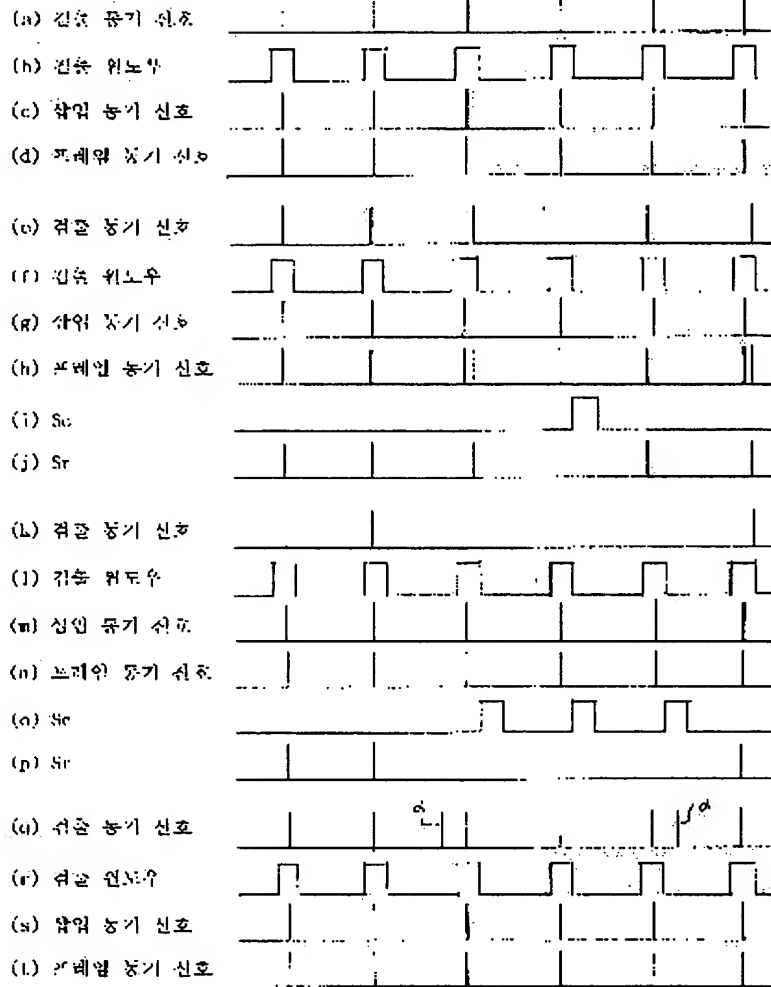 (a) 검출 동기 신호
(b) 검출 윈도우
(c) 삽입 동기 신호
(d) 프레임 동기 신호
(e) 검출 동기 신호
(f) 검출 윈도우
(g) 삽입 동기 신호
(h) 프레임 동기 신호
(i) Sc
(j) Sr
(k) 검출 동기 신호
(l) 검출 윈도우
(m) 삽입 동기 신호
(n) 프레임 동기 신호
(o) Sc
(p) Sr
(q) 검출 동기 신호
α
α
(r) 검출 윈도우
(s) 삽입 동기 신호
(t) 프레임 동기 신호